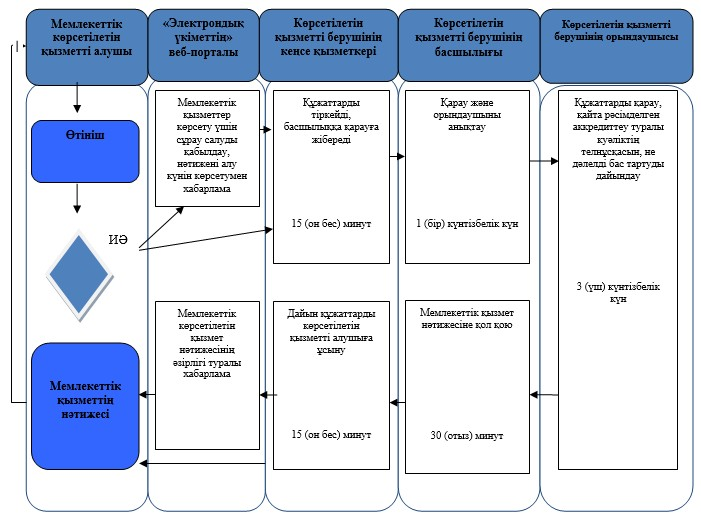 Мемлекеттік
көрсетілетін
қызметті алушы
«Электрондық
үкіметтің»
веб-порталы
Көрсетілетін
қызметті берушінің
кеңсе қызметкері
Көрсетілетін
қызметті берушінің
басшылығы
Көрсетілетін қызметті
берушінің орындаушысы
Өтініш
ИӘ
Мемлекеттік
қызметтер
көрсету үшін
сұрау салуды
қабылдау,
нәтижені алу
күнін көрсетумен
хабарлама
Құжаттарды
тіркейді,
басшылыққа қарауға
жібереді
15 (он бес) минут
Қарау және
орындаушыны
анықтау
1 (бір) күнтізбелік күн
Құжаттарды қарау,
қайта рәсімделген
аккредиттеу туралы
куәліктің
телнұсқасын, не
дәлелді бас тартуды
дайындау
3 (үш) күнтізбелік
күн
Мемлекеттік
қызметтің
нәтижесі
Мемлекеттік
көрсетілетін
қызмет
нәтижесінің
әзірлігі туралы
хабарлама
Дайын құжаттарды
көрсетілетін
қызметті алушыға
ұсыну
15 (он бес) минут
Мемлекеттік қызмет
нәтижесіне қол қою
30 (отыз) минут